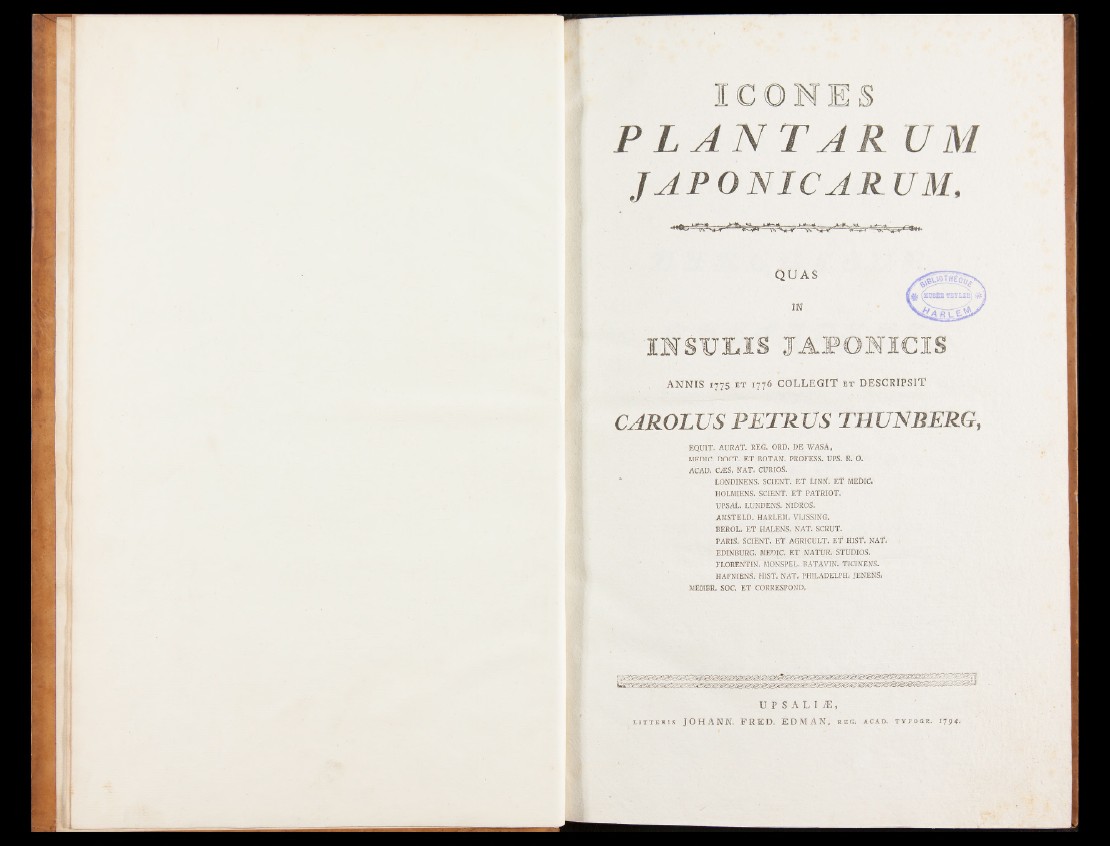 ICONES
PLANTARUM
JAPONICARUM,
QUAS
BIBLIOTHÈQUE
MUSÉE TEYLER
HARLEM
IN
INSULIS JAPONICIS
ANNIS 1775 ET 1776 COLLEGIT ET DESCRIPSIT
CAROLUS PETRUS THUNBERG,
EQUIT. AURAT. REG. ORD. DE WASA,
MEDIC. DOCT. ET BOTAN. PROFESS. UPS. R. O.
ACAD. CÆS. NAT. CURIOS.
LONDINENS. SCIENT. ET LINN. ET MEDIC.
HOLMIENS. SCIENT. ET PATRIOT.
UPSAL. LUNDENS. NIDROS.
AMSTELD. HARLEM. VLISSING.
BEROL. ET HALENS. NAT. SCRUT.
PARIS. SCIENT. ET AGRICULT. ET HIST. NAT.
EDINBURG. MEDIC. ET NATUR. STUDIOS.
FLORENTIN. MONSPEL. BATAVIN. TICINENS.
HAFNIENS. HIST. NAT. PHILADELPH. JENENS.
MEMBR. SOC. ET CORRESPOND.
UPSALIÆ,
LITTERIS JOHANN. FRED. EDMAN, REG. ACAD. TYPOGR. 1794.